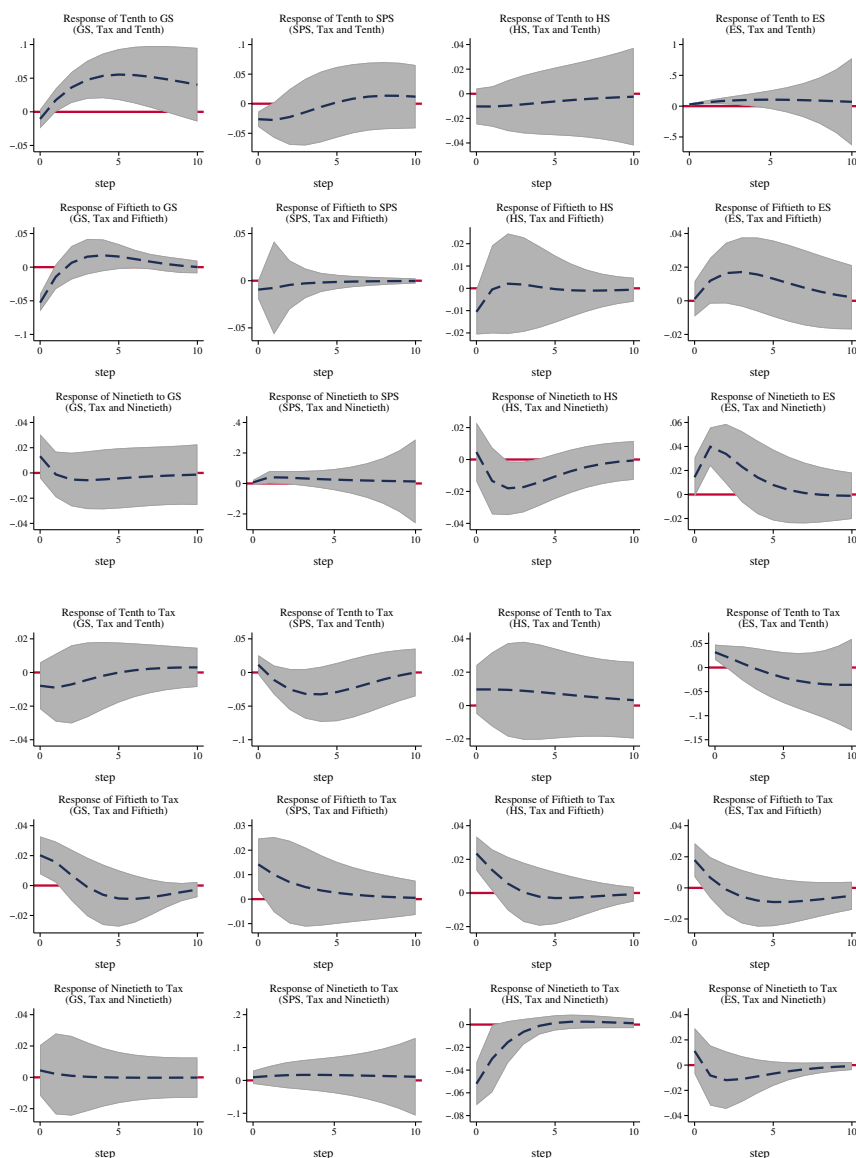 Response of Tenth to GS
(GS, Tax and Tenth)
.1
.05
0
-.05
0 5 10
step
Response of Tenth to SPS
(SPS, Tax and Tenth)
.1
.05
0
-.05
0 5 10
step
Response of Tenth to HS
(HS, Tax and Tenth)
.04
.02
0
-.02
-.04
0 5 10
step
Response of Tenth to ES
(ES, Tax and Tenth)
1
.5
0
-.5
0 5 10
step
Response of Fiftieth to GS
(GS, Tax and Fiftieth)
.05
0
-.05
-.1
0 5 10
step
Response of Fiftieth to SPS
(SPS, Tax and Fiftieth)
.05
0
-.05
0 5 10
step
Response of Fiftieth to HS
(HS, Tax and Fiftieth)
.02
.01
0
-.01
-.02
0 5 10
step
Response of Fiftieth to ES
(ES, Tax and Fiftieth)
.04
.02
0
-.02
0 5 10
step
Response of Ninetieth to GS
(GS, Tax and Ninetieth)
.04
.02
0
-.02
-.04
0 5 10
step
Response of Ninetieth to SPS
(SPS, Tax and Ninetieth)
.4
.2
0
-.2
0 5 10
step
Response of Ninetieth to HS
(HS, Tax and Ninetieth)
.02
0
-.02
-.04
0 5 10
step
Response of Ninetieth to ES
(ES, Tax and Ninetieth)
.06
.04
.02
0
-.02
0 5 10
step
Response of Tenth to Tax
(GS, Tax and Tenth)
.02
0
-.02
-.04
0 5 10
step
Response of Tenth to Tax
(SPS, Tax and Tenth)
.05
0
-.05
-.1
0 5 10
step
Response of Tenth to Tax
(HS, Tax and Tenth)
.04
.02
0
-.02
0 5 10
step
Response of Tenth to Tax
(ES, Tax and Tenth)
.05
0
-.05
-.1
-.15
0 5 10
step
Response of Fiftieth to Tax
(GS, Tax and Fiftieth)
.04
.02
0
-.02
0 5 10
step
Response of Fiftieth to Tax
(SPS, Tax and Fiftieth)
.03
.02
.01
0
-.01
0 5 10
step
Response of Fiftieth to Tax
(HS, Tax and Fiftieth)
.04
.02
0
-.02
0 5 10
step
Response of Fiftieth to Tax
(ES, Tax and Fiftieth)
.04
.02
0
-.02
0 5 10
step
Response of Ninetieth to Tax
(GS, Tax and Ninetieth)
.04
.02
0
-.02
0 5 10
step
Response of Ninetieth to Tax
(SPS, Tax and Ninetieth)
.2
.1
0
-.1
0 5 10
step
Response of Ninetieth to Tax
(HS, Tax and Ninetieth)
0
-.02
-.04
-.06
-.08
0 5 10
step
Response of Ninetieth to Tax
(ES, Tax and Ninetieth)
.04
.02
0
-.02
-.04
0 5 10
step